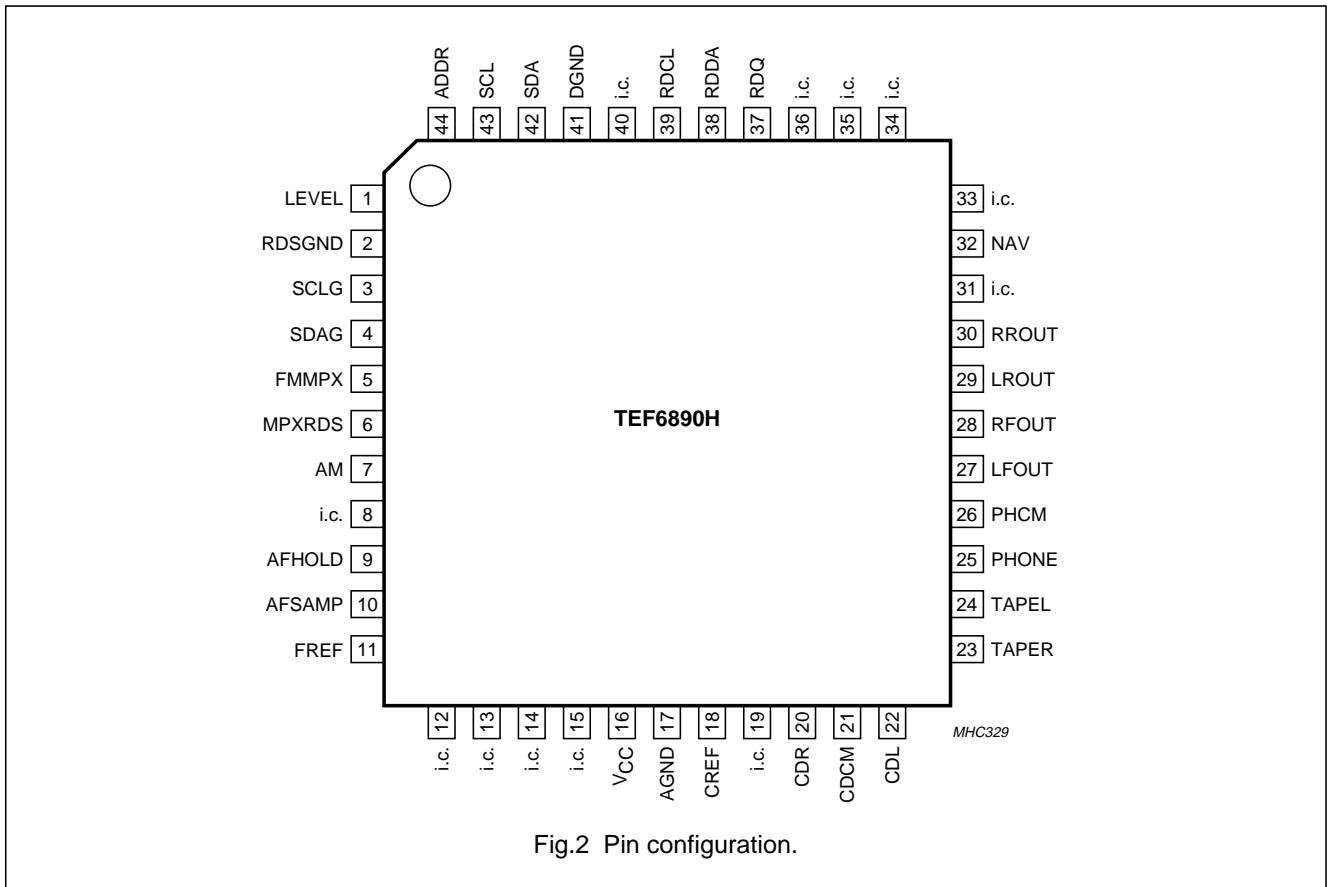 44 ADDR
43 SCL
42 SDA
41 DGND
40 i.c.
39 RDCL
38 RDDA
37 RDQ
36 i.c.
35 i.c.
34 i.c.
LEVEL 1
RDSGND 2
SCLG 3
SDAG 4
FMMPX 5
MPXRDS 6
AM 7
i.c. 8
AFHOLD 9
AFSAMP 10
FREF 11
TEF6890H
33 i.c.
32 NAV
31 i.c.
30 RROUT
29 LROUT
28 RFOUT
27 LFOUT
26 PHCM
25 PHONE
24 TAPEL
23 TAPER
i.c. 12
i.c. 13
i.c. 14
i.c. 15
VCC 16
AGND 17
CREF 18
i.c. 19
CDR 20
CDCM 21
CDL 22
MHC329
Fig.2 Pin configuration.